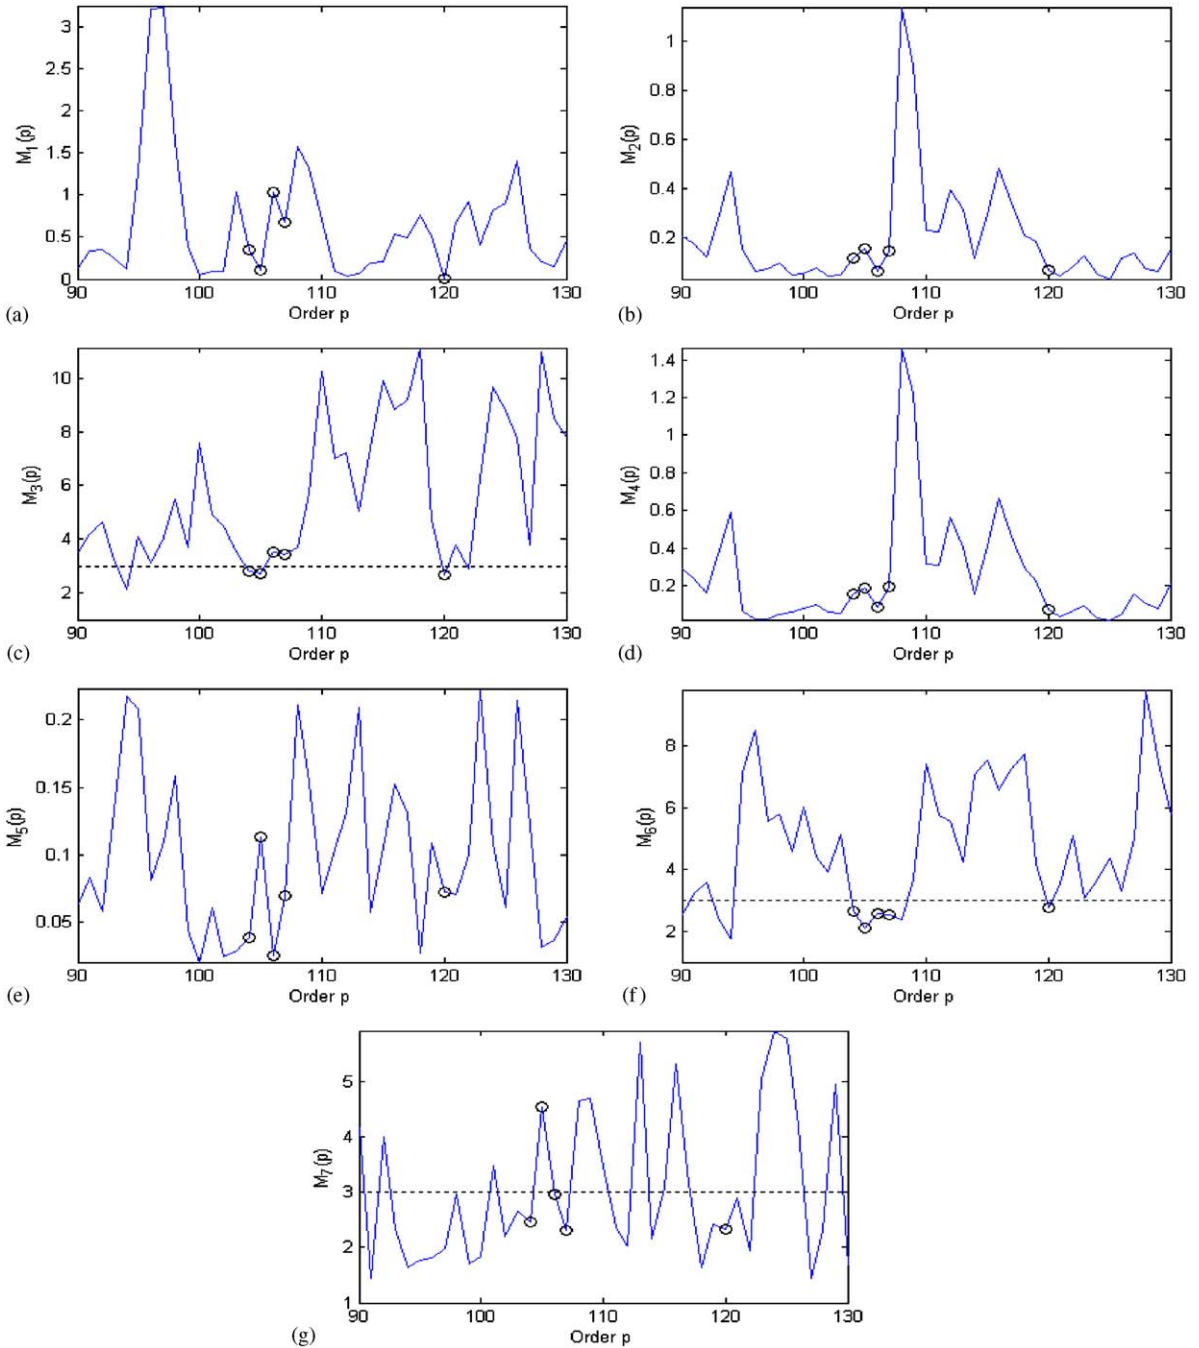 3
2.5
2
1.5
1
0.5
0
M1(p)
90 100 110 120 130
Order p
(a)
1
0.8
0.6
0.4
0.2
M2(p)
90 100 110 120 130
Order p
(b)
10
8
6
4
2
M3(p)
90 100 110 120 130
Order p
(c)
1.4
1.2
1
0.8
0.6
0.4
0.2
M4(p)
90 100 110 120 130
Order p
(d)
0.2
0.15
0.1
0.05
M5(p)
90 100 110 120 130
Order p
(e)
8
6
4
2
M6(p)
90 100 110 120 130
Order p
(f)
5
4
3
2
1
M7(p)
90 100 110 120 130
Order p
(g)